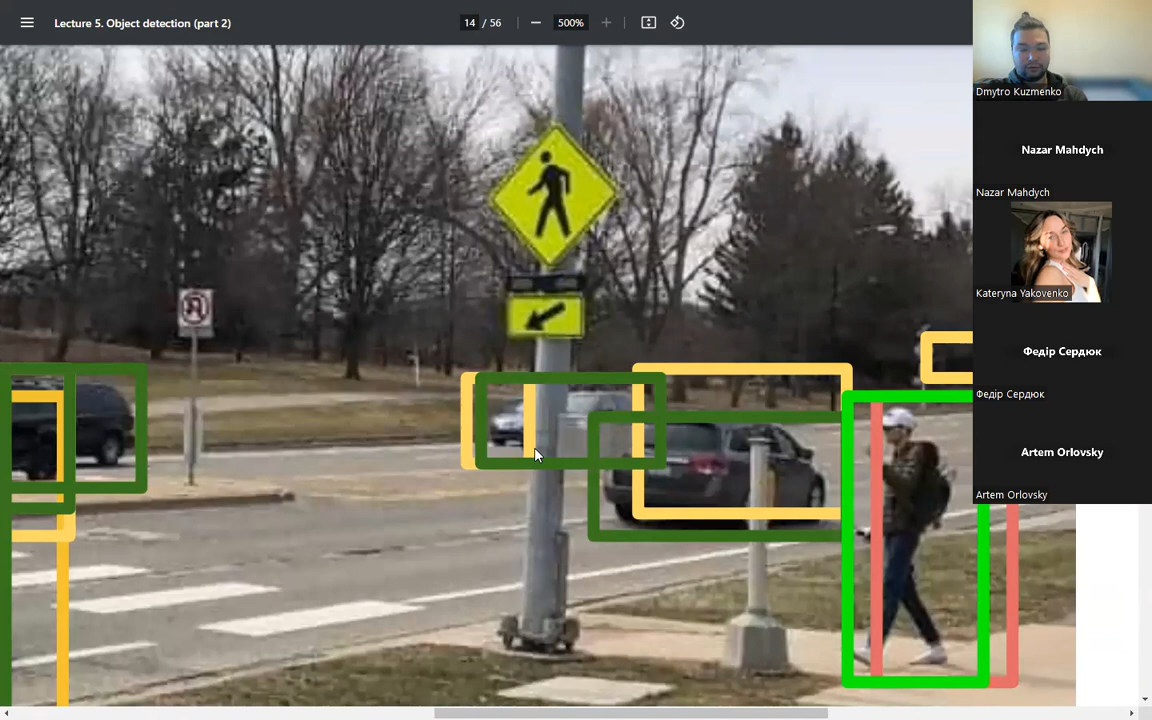 Lecture 5. Object detection (part 2)
14 / 56
500%
Dmytro Kuzmenko
Nazar Mahdych
Nazar Mahdych
Kateryna Yakovenko
Федір Сердюк
Федір Сердюк
Artem Orlovsky
Artem Orlovsky